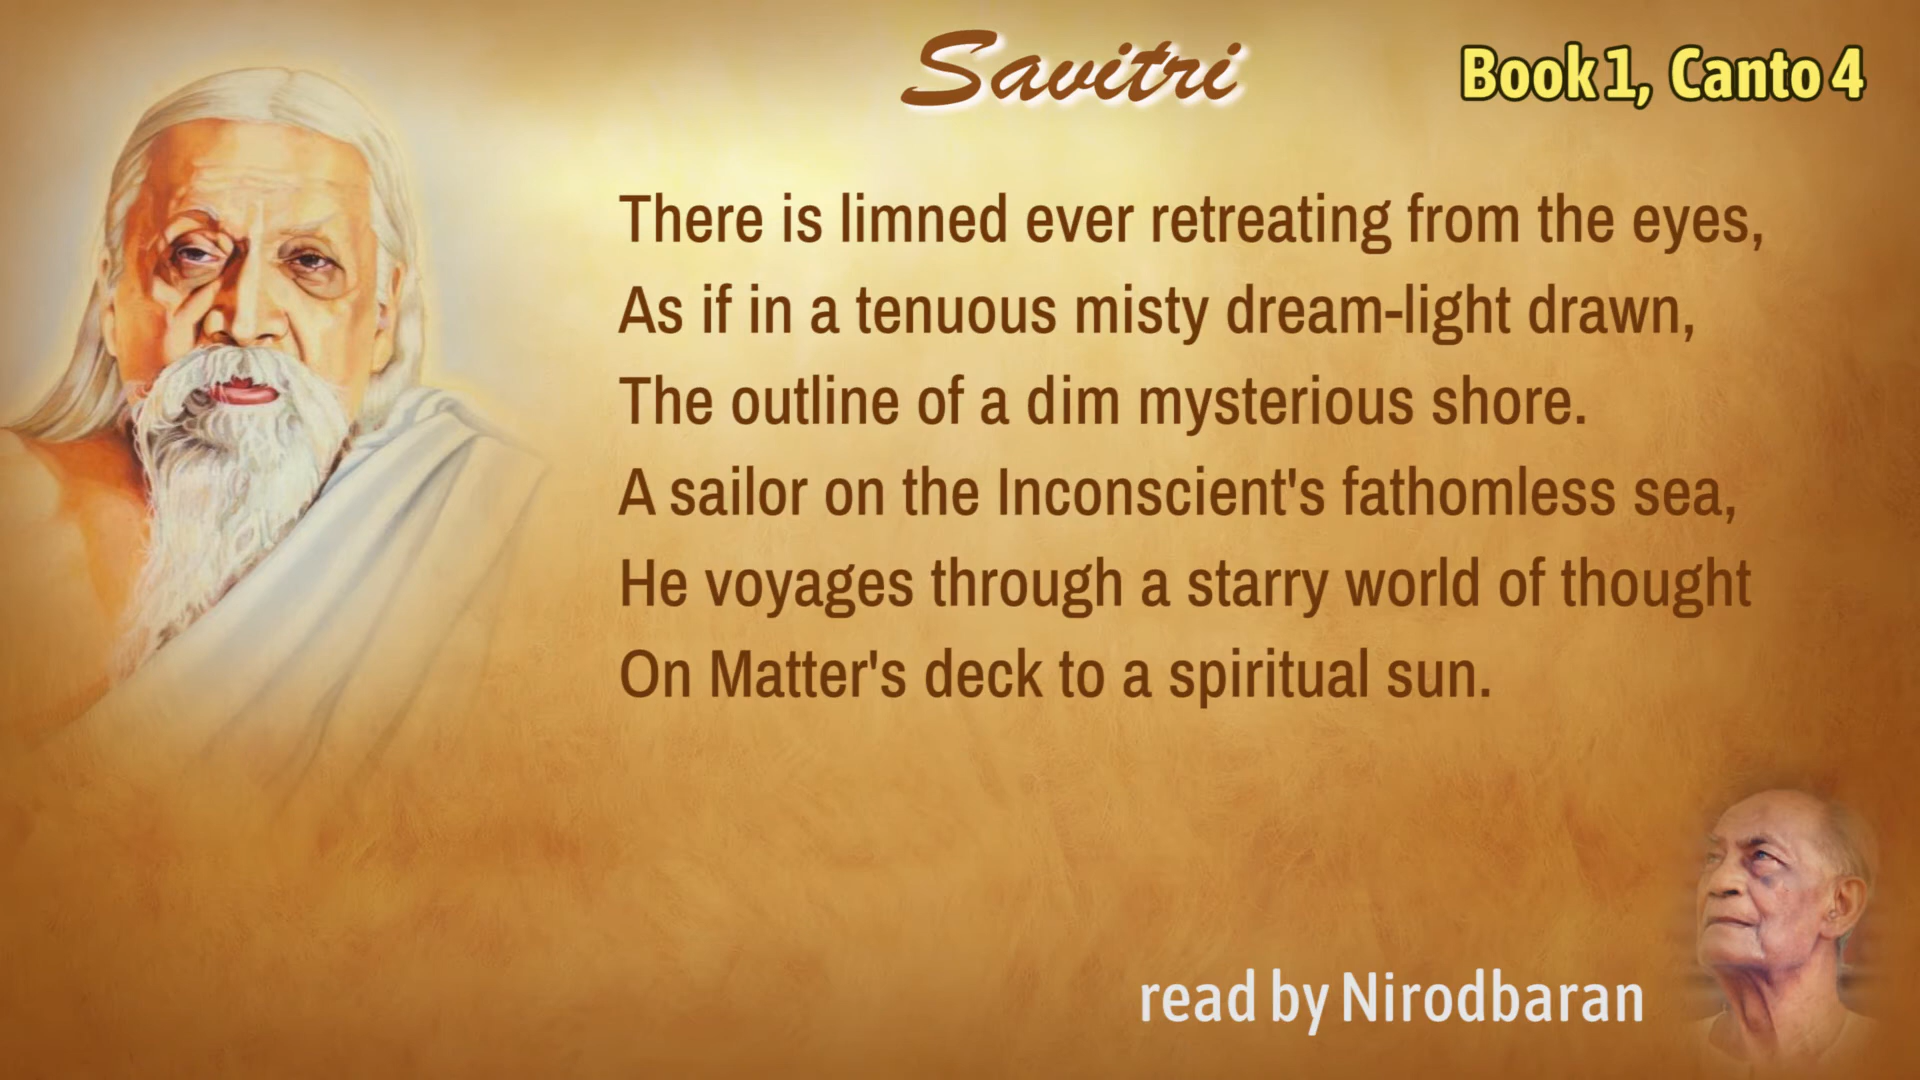 Savitri
Book 1, Canto 4
There is limned ever retreating from the eyes,
As if in a tenuous misty dream-light drawn,
The outline of a dim mysterious shore.
A sailor on the Inconscient's fathomless sea,
He voyages through a starry world of thought
On Matter's deck to a spiritual sun.
read by Nirodbaran